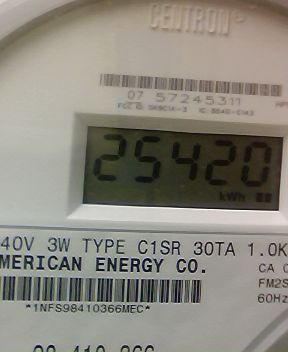 CENTRON®
07 57245311
25420
kWh
40V 3W TYPE C1SR 30TA 1.0K
MERICAN ENERGY CO.
CA 0
FM2S
*1NFS98410366MEC*
60Hz